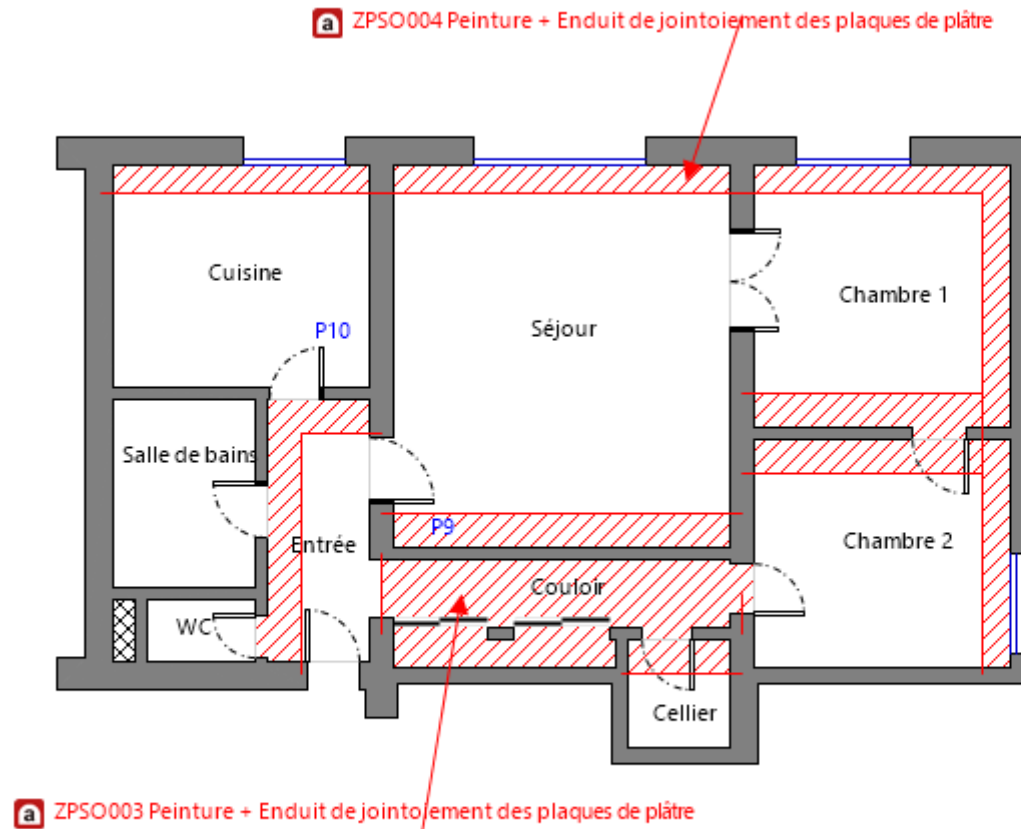 a ZPSO004 Peinture + Enduit de jointoiement des plaques de plâtre
Cuisine
Chambre 1
P10
Séjour
Salle de bains
P9
Entrée
Chambre 2
Couloir
WC
Cellier
a ZPSO003 Peinture + Enduit de jointoiement des plaques de plâtre